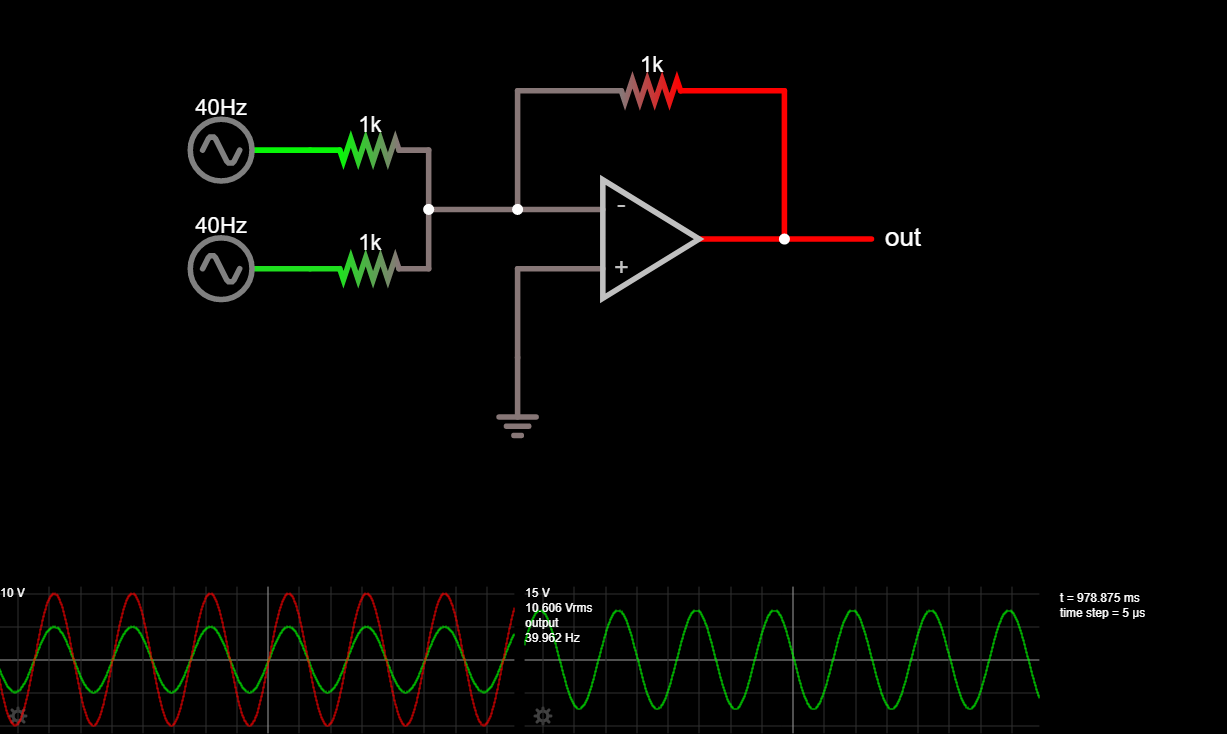 1k
40Hz
1k
40Hz
1k
-
+
out
10 V
15 V
10.606 Vrms
output
39.962 Hz
t = 978.875 ms
time step = 5 µs